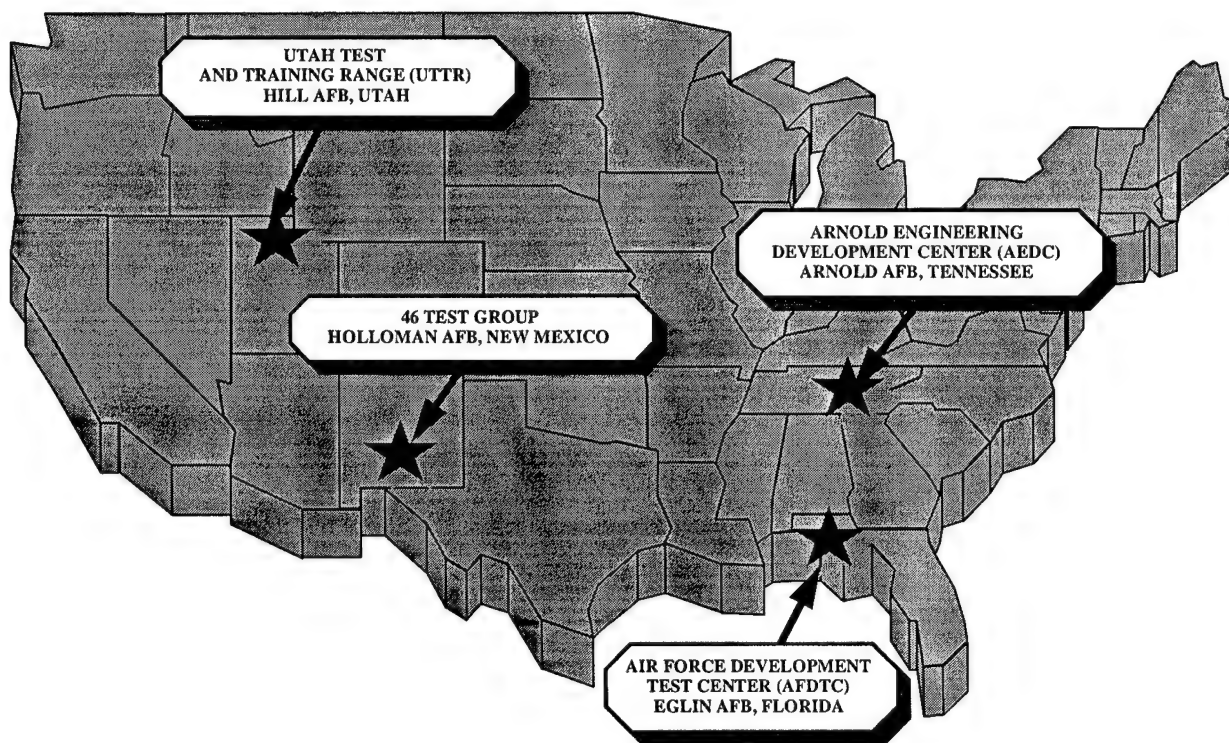 UTAH TEST
AND TRAINING RANGE (UTTR)
HILL AFB, UTAH
ARNOLD ENGINEERING
DEVELOPMENT CENTER (AEDC)
ARNOLD AFB, TENNESSEE
46 TEST GROUP
HOLLOMAN AFB, NEW MEXICO
AIR FORCE DEVELOPMENT
TEST CENTER (AFDTC)
EGLIN AFB, FLORIDA